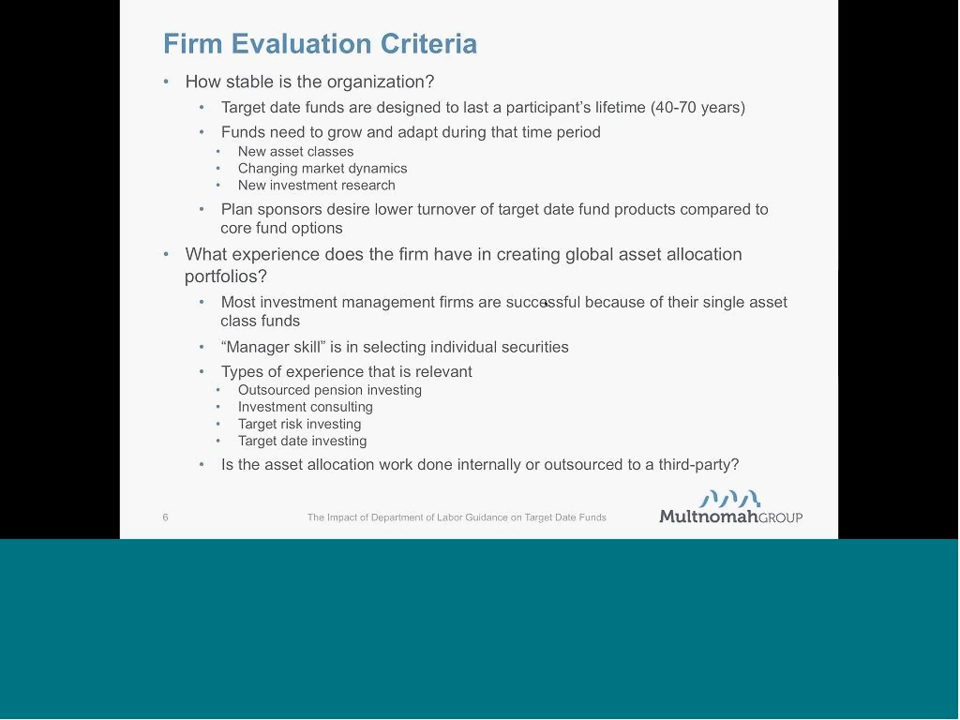 Firm Evaluation Criteria
• How stable is the organization?
• Target date funds are designed to last a participant’s lifetime (40-70 years)
• Funds need to grow and adapt during that time period
• New asset classes
• Changing market dynamics
• New investment research
• Plan sponsors desire lower turnover of target date fund products compared to
core fund options
• What experience does the firm have in creating global asset allocation
portfolios?
• Most investment management firms are successful because of their single asset
class funds
• “Manager skill” is in selecting individual securities
• Types of experience that is relevant
• Outsourced pension investing
• Investment consulting
• Target risk investing
• Target date investing
• Is the asset allocation work done internally or outsourced to a third-party?
6
The Impact of Department of Labor Guidance on Target Date Funds
MultnomahGROUP